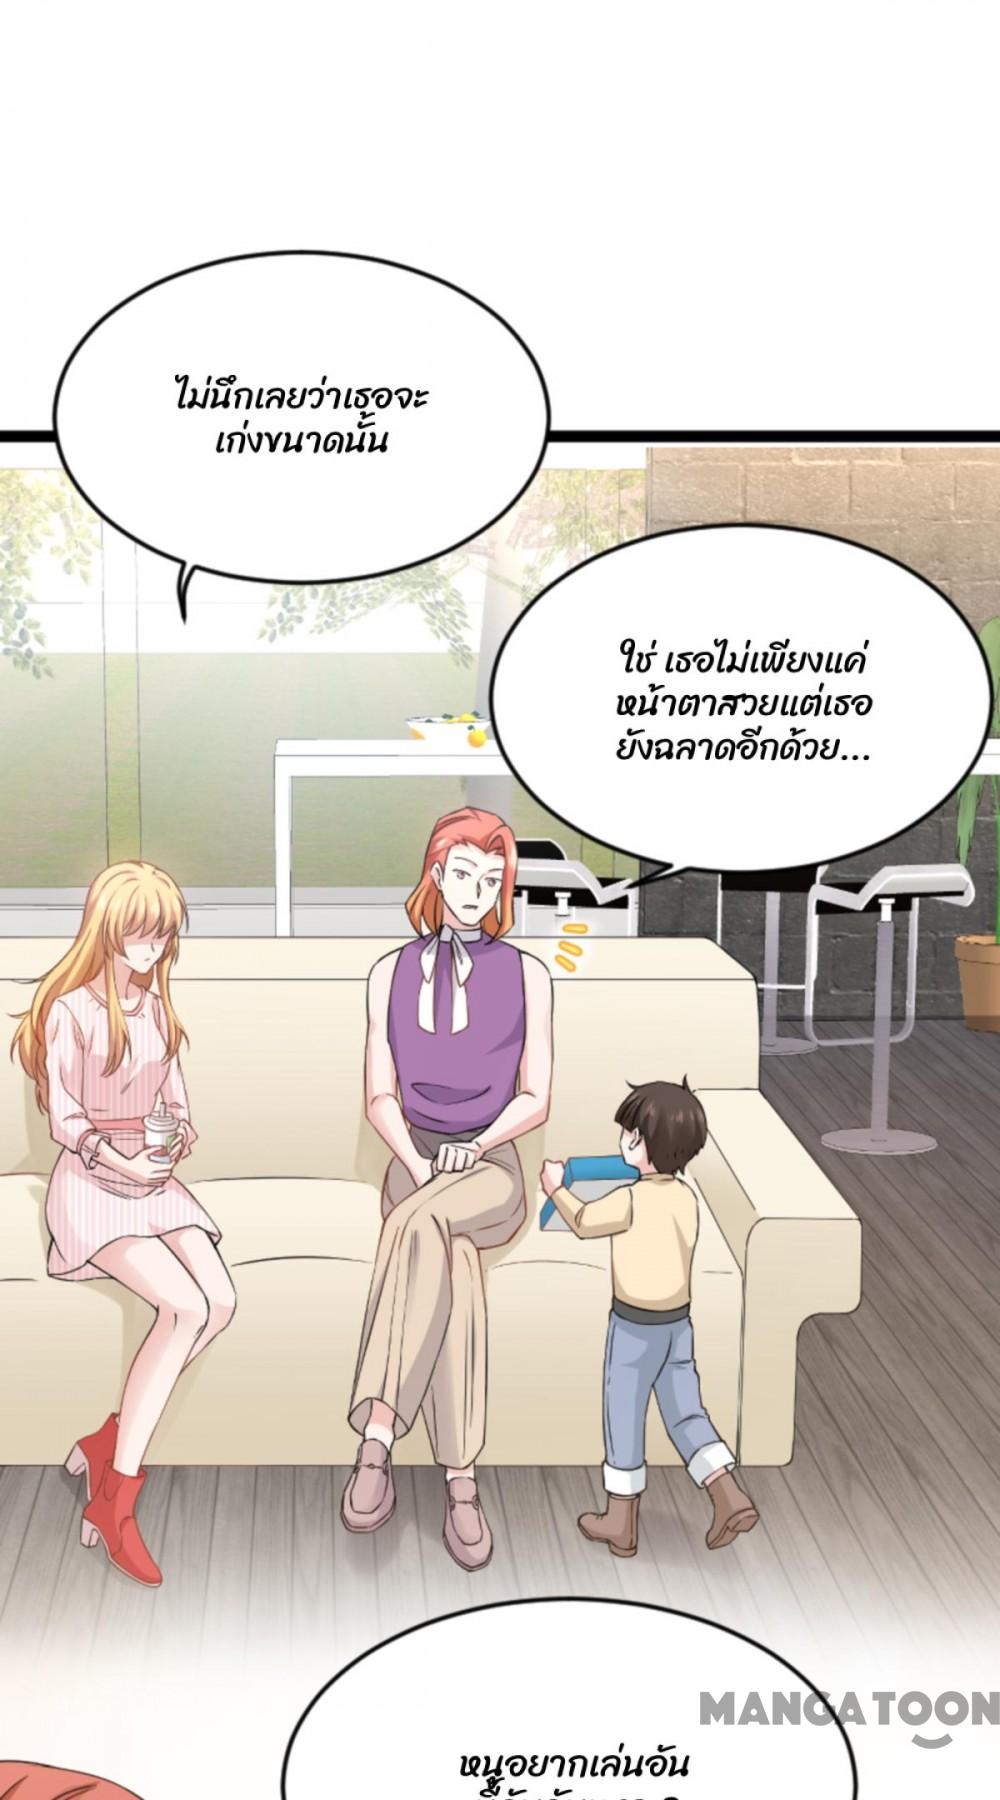 ไม่นึกเลยว่าเธอจะ
เก่งขนาดนั้น
ใช่ เธอไม่เพียงแค่
หน้าตาสวยแต่เธอ
ยังฉลาดอีกด้วย...
MANGATOON
หนูอยากเล่นอัน